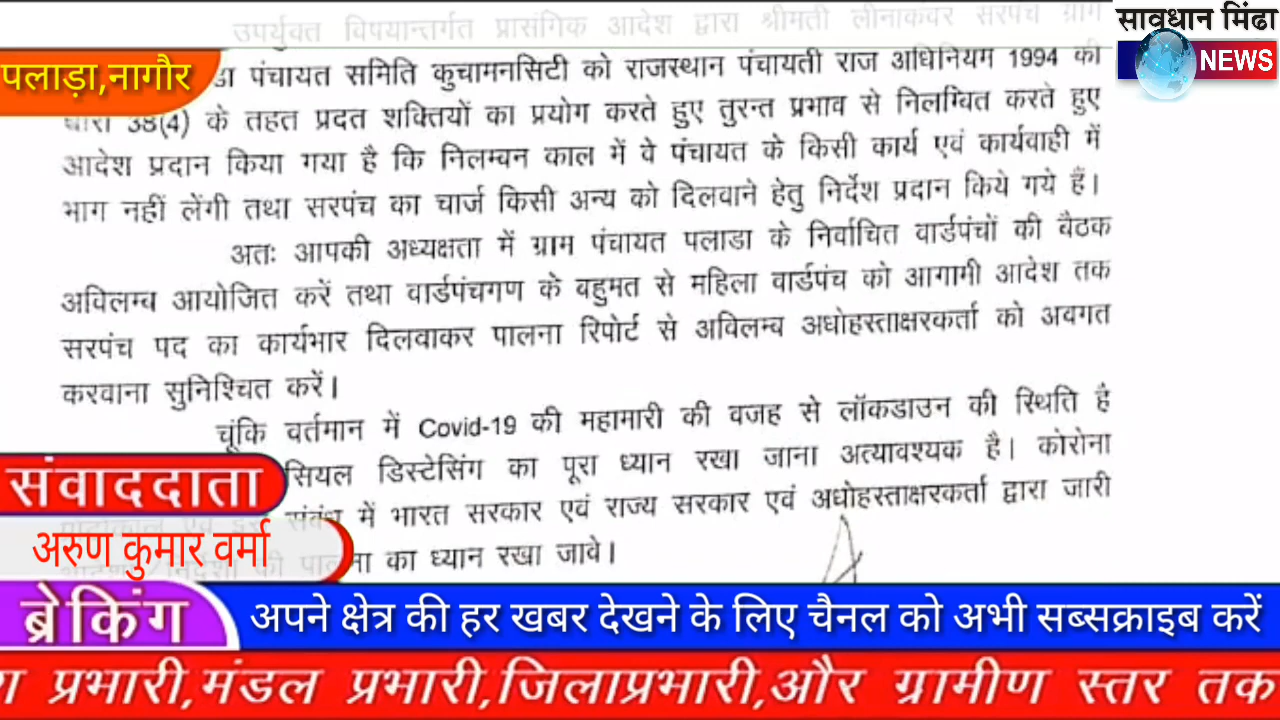 उपर्युक्त विषयान्तर्गत प्रासंगिक आदेश द्वारा श्रीमती लीनाकंवर सरपंच ग्राम
सावधान मिंढा
NEWS
पलाडा,नागौर
डा पंचायत समिति कुचामनसिटी को राजस्थान पंचायती राज अधिनियम 1994 की
धारा 38(4) के तहत प्रदत शक्तियों का प्रयोग करते हुए तुरन्त प्रभाव से निलम्वित करते हुए
आदेश प्रदान किया गया है कि निलम्वन काल में वे पंचायत के किसी कार्य एवं कार्यवाही में
भाग नहीं लेंगी तथा सरपंच का चार्ज किसी अन्य को दिलवाने हेतु निर्देश प्रदान किये गये हैं।
अतः आपकी अध्यक्षता में ग्राम पंचायत पलाडा के निर्वाचित वार्डपंचों की बैठक
अविलम्ब आयोजित करें तथा वार्डपंचगण के बहुमत से महिला वार्डपंच को आगामी आदेश तक
सरपंच पद का कार्यभार दिलवाकर पालना रिपोर्ट से अविलम्ब अधोहस्ताक्षरकर्ता को अवगत
करवाना सुनिश्चित करें।
चूंकि वर्तमान में Covid-19 की महामारी की वजह से लॉकडाउन की स्थिति है
सियल डिस्टेसिंग का पूरा ध्यान रखा जाना अत्यावश्यक है। कोरोना
संबंध में भारत सरकार एवं राज्य सरकार एवं अधोहस्ताक्षरकर्ता द्वारा जारी
की पालना का ध्यान रखा जावे।
संवाददाता
अरुण कुमार वर्मा
ब्रेकिंग
अपने क्षेत्र की हर खबर देखने के लिए चैनल को अभी सब्सक्राइब करें
प्रभारी,मंडल प्रभारी,जिलाप्रभारी,और ग्रामीण स्तर तक